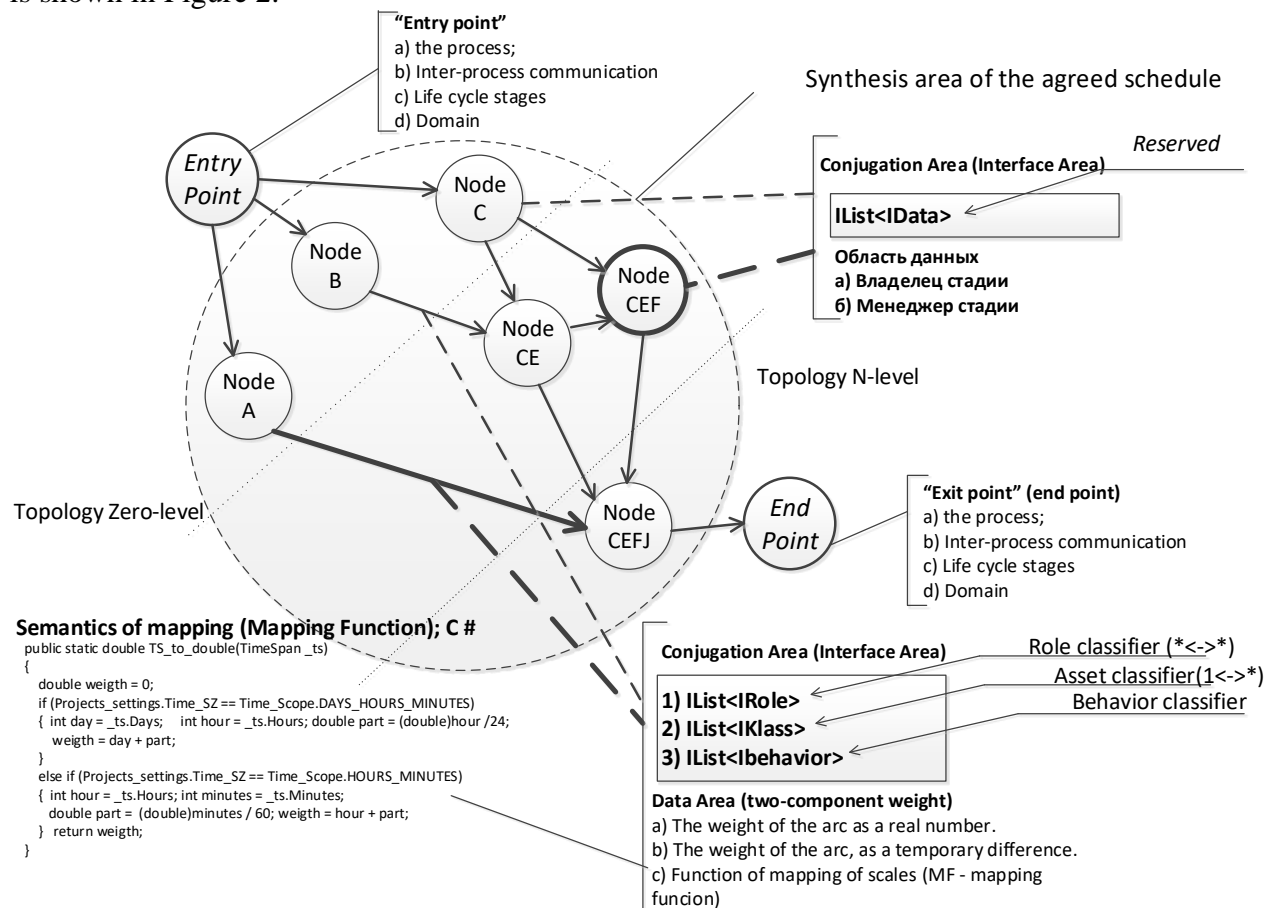 is shown in Figure 2.
“Entry point”
a) the process;
b) Inter-process communication
c) Life cycle stages
d) Domain
Synthesis area of the agreed schedule
Reserved
Conjugation Area (Interface Area)
IList<IData>
Область данных
а) Владелец стадии
б) Менеджер стадии
Entry
Point
Node
C
Node
B
Node
CEF
Node
CE
Node
A
Topology N-level
Topology Zero-level
Node
CEFJ
End
Point
“Exit point” (end point)
a) the process;
b) Inter-process communication
c) Life cycle stages
d) Domain
Semantics of mapping (Mapping Function); C #
public static double TS_to_double(TimeSpan _ts)
{
double weigth = 0;
if (Projects_settings.Time_SZ == Time_Scope.DAYS_HOURS_MINUTES)
{ int day = _ts.Days; int hour = _ts.Hours; double part = (double)hour /24;
weigth = day + part;
}
else if (Projects_settings.Time_SZ == Time_Scope.HOURS_MINUTES)
{ int hour = _ts.Hours; int minutes = _ts.Minutes;
double part = (double)minutes / 60; weigth = hour + part;
} return weigth;
}
Conjugation Area (Interface Area)
Role classifier (*<->*)
Asset classifier(1<->*)
Behavior classifier
1) IList<IRole>
2) IList<IKlass>
3) IList<Ibehavior>
Data Area (two-component weight)
a) The weight of the arc as a real number.
b) The weight of the arc, as a temporary difference.
c) Function of mapping of scales (MF - mapping
funcion)